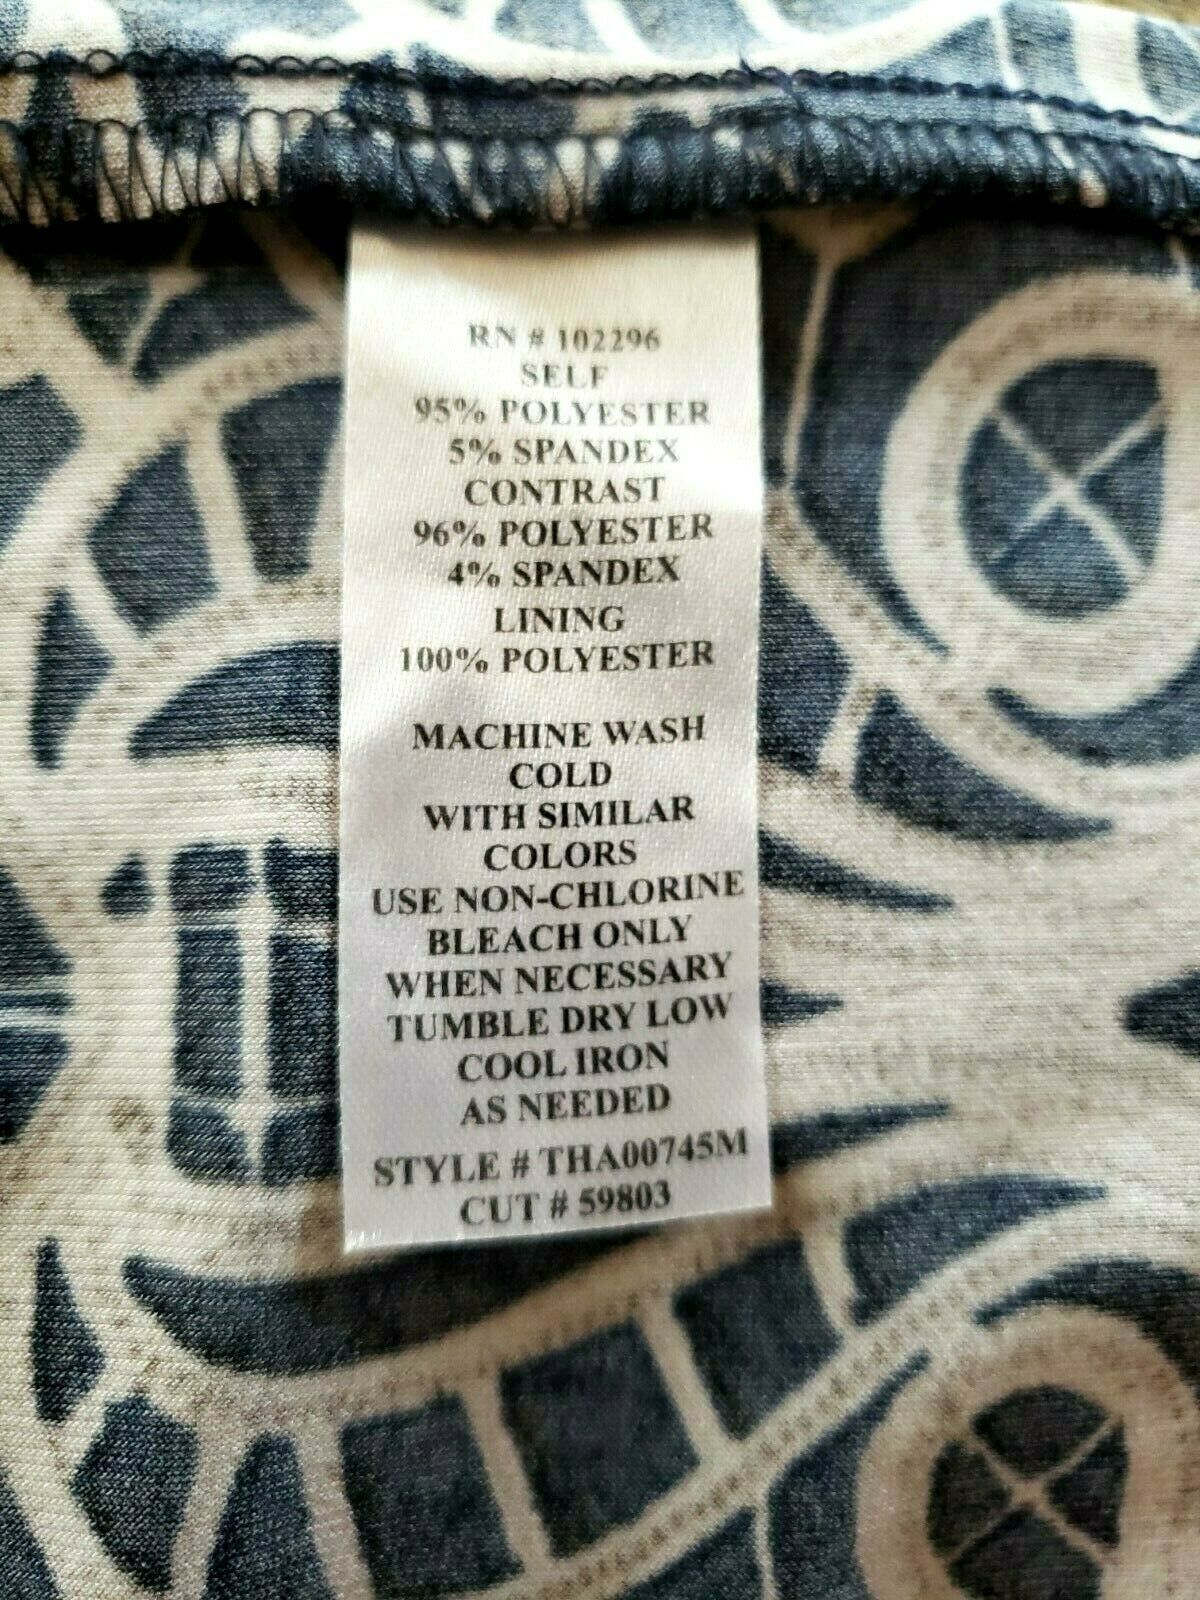 RN # 102296
SELF
95% POLYESTER
5% SPANDEX
CONTRAST
96% POLYESTER
4% SPANDEX
LINING
100% POLYESTER
MACHINE WASH
COLD
WITH SIMILAR
COLORS
USE NON-CHLORINE
BLEACH ONLY
WHEN NECESSARY
TUMBLE DRY LOW
COOL IRON
AS NEEDED
STYLE # THA00745M
CUT # 59803